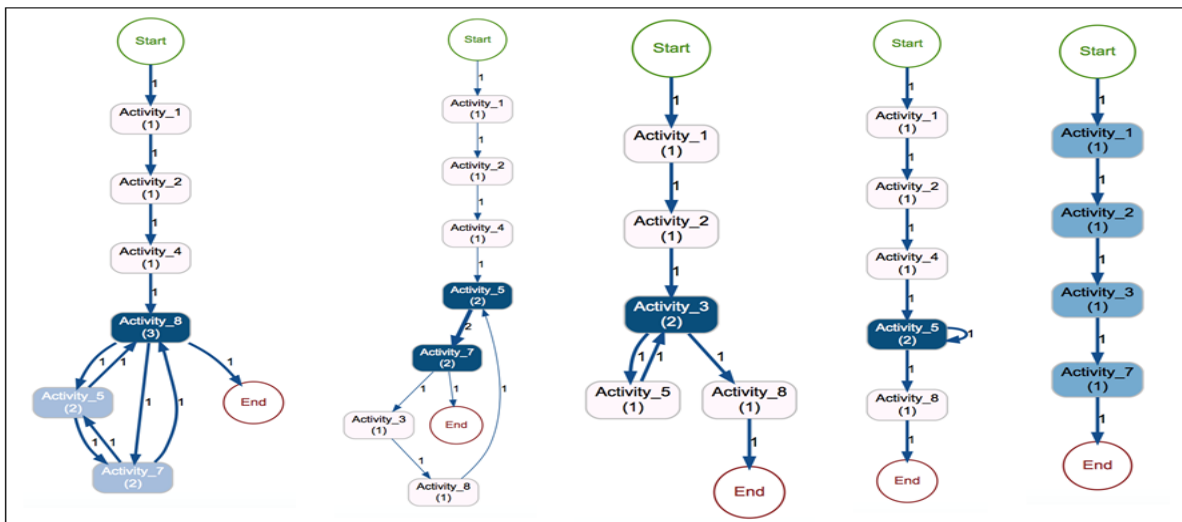 Start
1
Activity_1
(1)
1
Activity_2
(1)
1
Activity_4
(1)
1
Activity_8
(3)
1
1
1
1
1
1
1
Activity_5
(2)
Activity_7
(2)
End
Start
1
Activity_1
(1)
1
Activity_2
(1)
1
Activity_4
(1)
1
Activity_5
(2)
2
Activity_7
(2)
1
1
1
Activity_3
(1)
End
1
Activity_8
(1)
Start
1
Activity_1
(1)
1
Activity_2
(1)
1
Activity_3
(2)
1
1
1
Activity_5
(1)
Activity_8
(1)
1
End
Start
1
Activity_1
(1)
1
Activity_2
(1)
1
Activity_4
(1)
1
Activity_5
(2)
1
1
Activity_8
(1)
1
End
Start
1
Activity_1
(1)
1
Activity_2
(1)
1
Activity_3
(1)
1
Activity_7
(1)
1
End